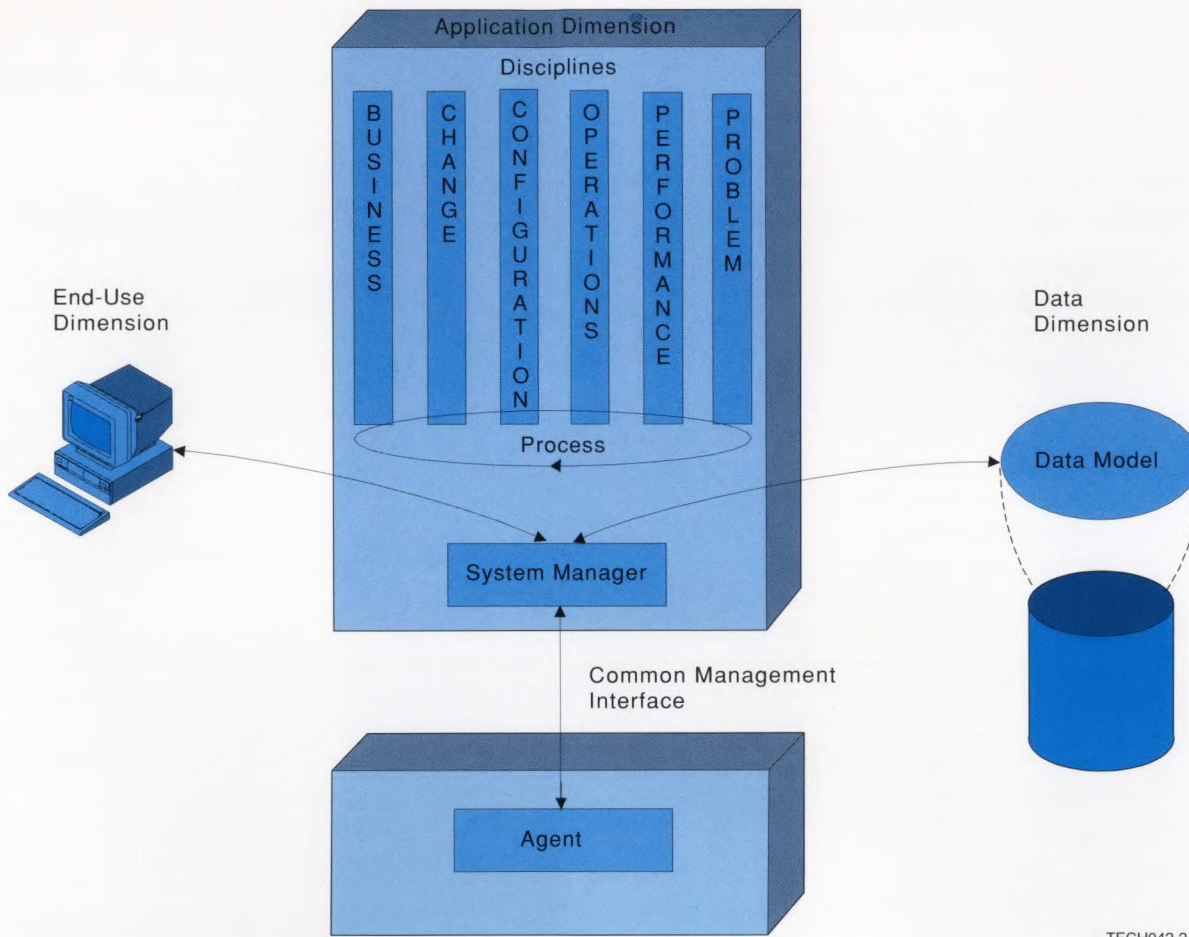 Application Dimension
Disciplines
BUSINESS
CHANGE
CONFIGURATION
OPERATIONS
PERFORMANCE
PROBLEM
End-Use
Dimension
Data
Dimension
Process
Data Model
System Manager
Common Management
Interface
Agent